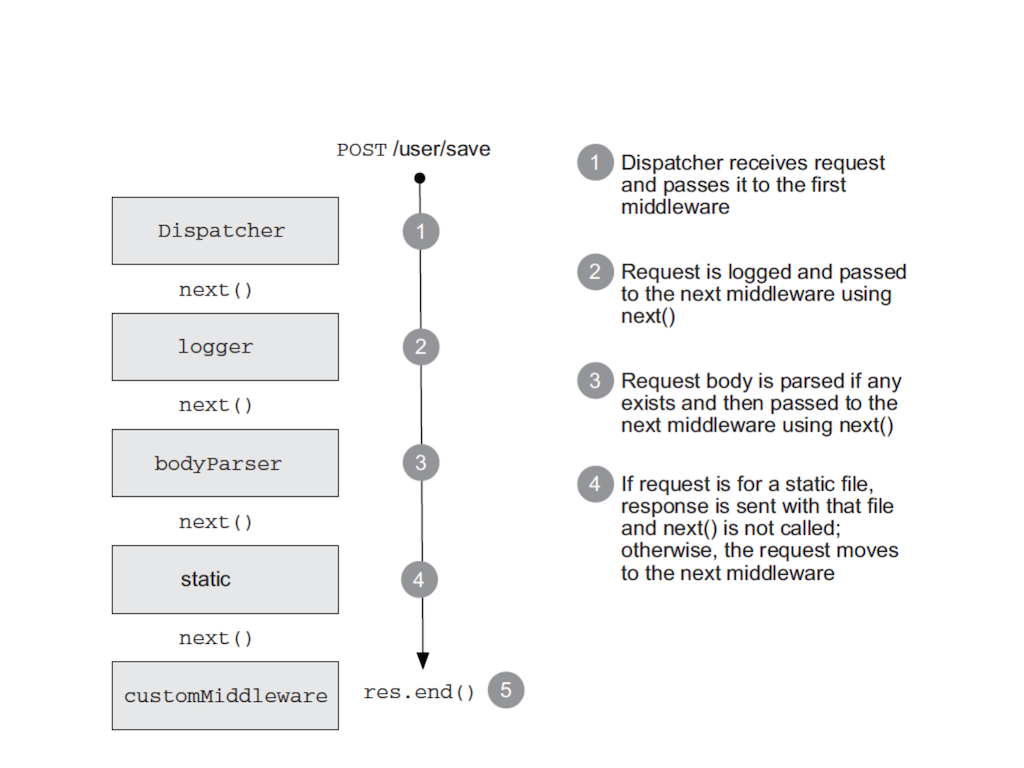 POST /user/save
Dispatcher
1
next()
logger
2
next()
bodyParser
3
next()
static
4
next()
customMiddleware
res.end() 5
1 Dispatcher receives request
and passes it to the first
middleware
2 Request is logged and passed
to the next middleware using
next()
3 Request body is parsed if any
exists and then passed to the
next middleware using next()
4 If request is for a static file,
response is sent with that file
and next() is not called;
otherwise, the request moves
to the next middleware